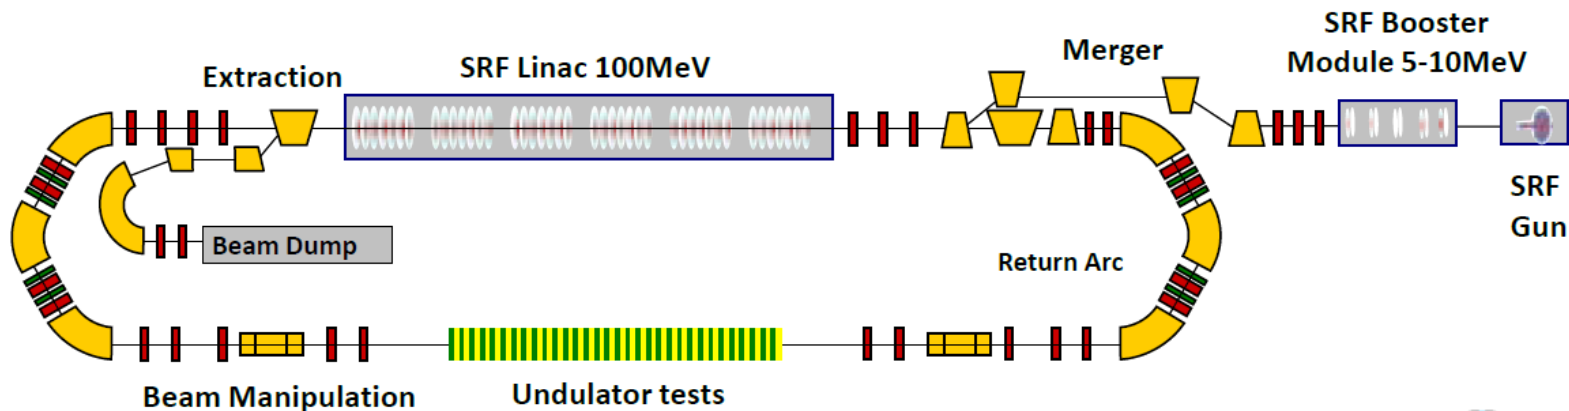 SRF Booster
Module 5-10MeV
Merger
SRF Linac 100MeV
Extraction
SRF
Gun
Beam Dump
Return Arc
Beam Manipulation
Undulator tests